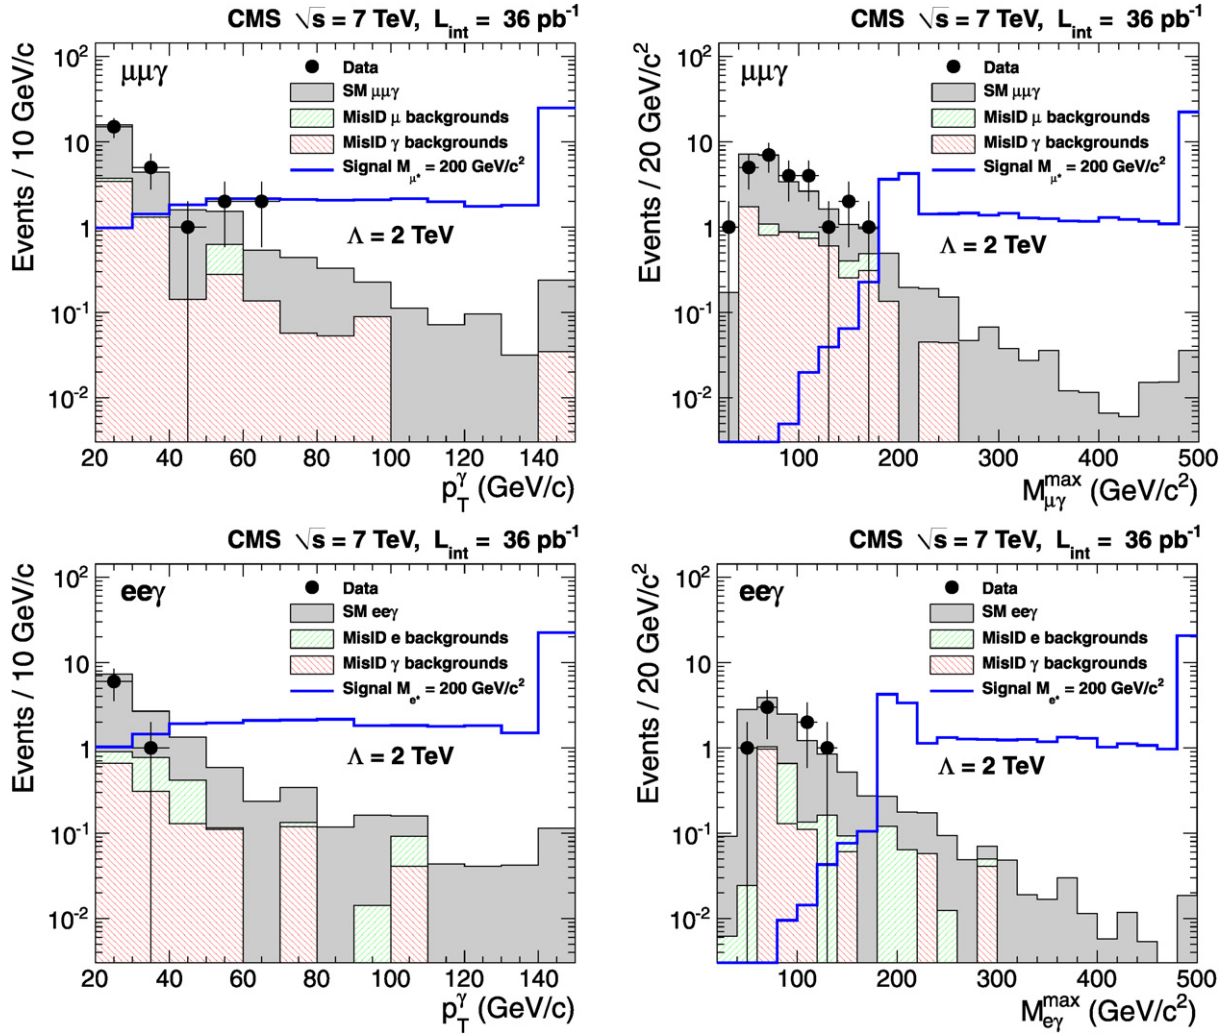 CMS √s = 7 TeV, L_int = 36 pb⁻¹
Events / 10 GeV/c
10²
10
1
10⁻¹
10⁻²
μμγ
Data
SM μμγ
MisID μ backgrounds
MisID γ backgrounds
Signal M_μ* = 200 GeV/c²
Λ = 2 TeV
20 40 60 80 100 120 140
p_T^γ (GeV/c)
CMS √s = 7 TeV, L_int = 36 pb⁻¹
Events / 20 GeV/c²
10²
10
1
10⁻¹
10⁻²
μμγ
Data
SM μμγ
MisID μ backgrounds
MisID γ backgrounds
Signal M_μ* = 200 GeV/c²
Λ = 2 TeV
100 200 300 400 500
M_μγ^max (GeV/c²)
CMS √s = 7 TeV, L_int = 36 pb⁻¹
Events / 10 GeV/c
10²
10
1
10⁻¹
10⁻²
eeγ
Data
SM eeγ
MisID e backgrounds
MisID γ backgrounds
Signal M_e* = 200 GeV/c²
Λ = 2 TeV
20 40 60 80 100 120 140
p_T^γ (GeV/c)
CMS √s = 7 TeV, L_int = 36 pb⁻¹
Events / 20 GeV/c²
10²
10
1
10⁻¹
10⁻²
eeγ
Data
SM eeγ
MisID e backgrounds
MisID γ backgrounds
Signal M_e* = 200 GeV/c²
Λ = 2 TeV
100 200 300 400 500
M_eγ^max (GeV/c²)